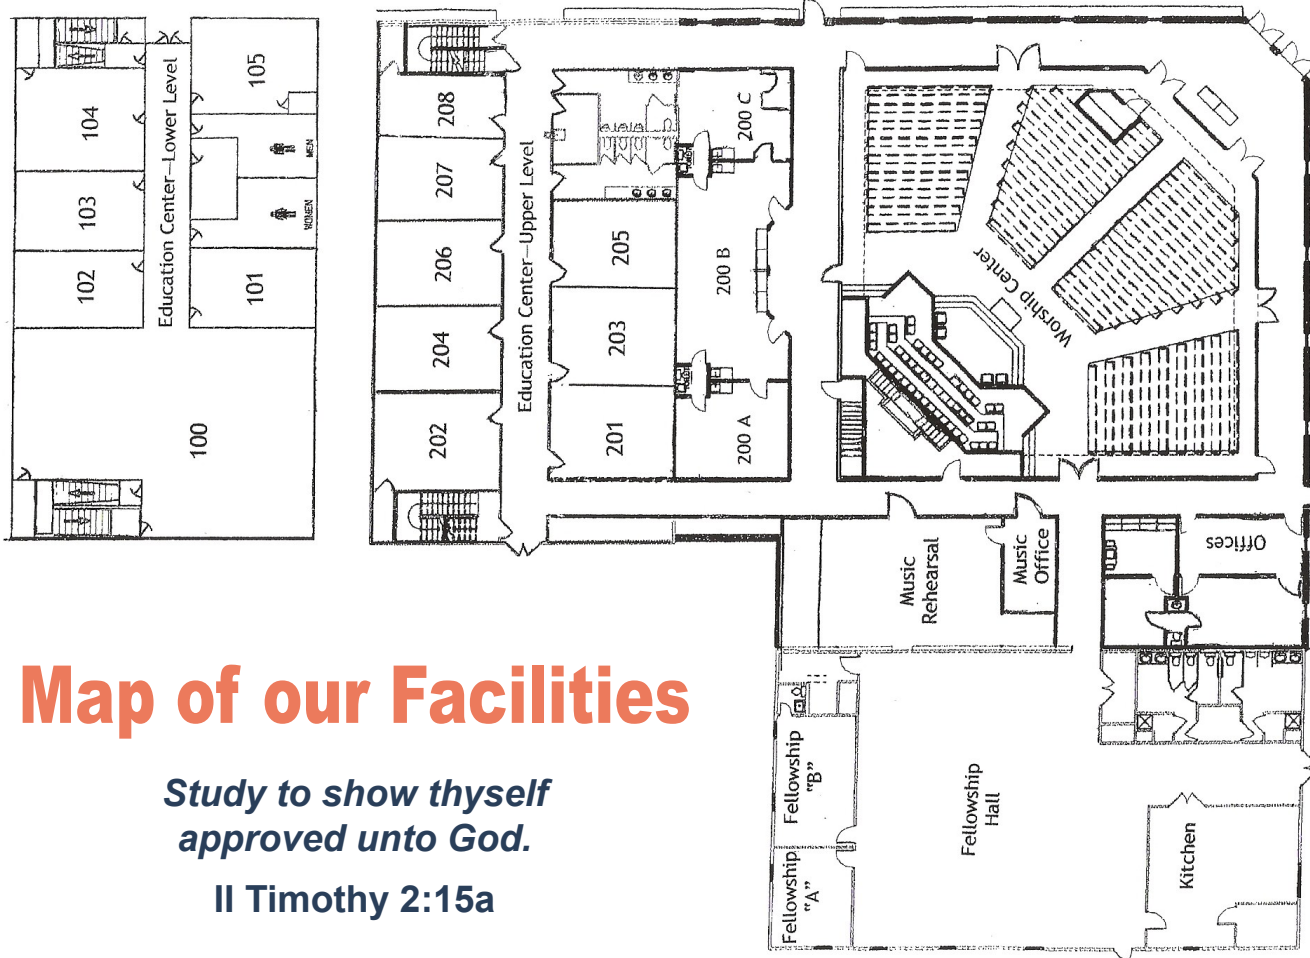 Education Center—Lower Level
105
104
MEN
103
WOMEN
102
101
100
Education Center—Upper Level
208
207
206
204
202
205
203
201
200 C
200 B
200 A
Worship Center
Music
Rehearsal
Music
Office
Offices
Fellowship
"B"
Fellowship
"A"
Fellowship
Hall
Kitchen
Map of our Facilities
Study to show thyself
approved unto God.
II Timothy 2:15a